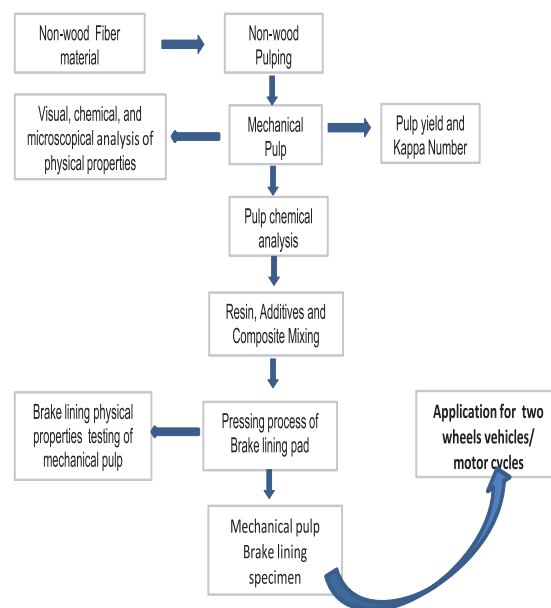 Non-wood Fiber
material
Non-wood
Pulping
Visual, chemical, and
microscopical analysis of
physical properties
Mechanical
Pulp
Pulp yield and
Kappa Number
Pulp chemical
analysis
Resin, Additives and
Composite Mixing
Brake lining physical
properties testing of
mechanical pulp
Pressing process of
Brake lining pad
Application for two
wheels vehicles/
motor cycles
Mechanical pulp
Brake lining
specimen